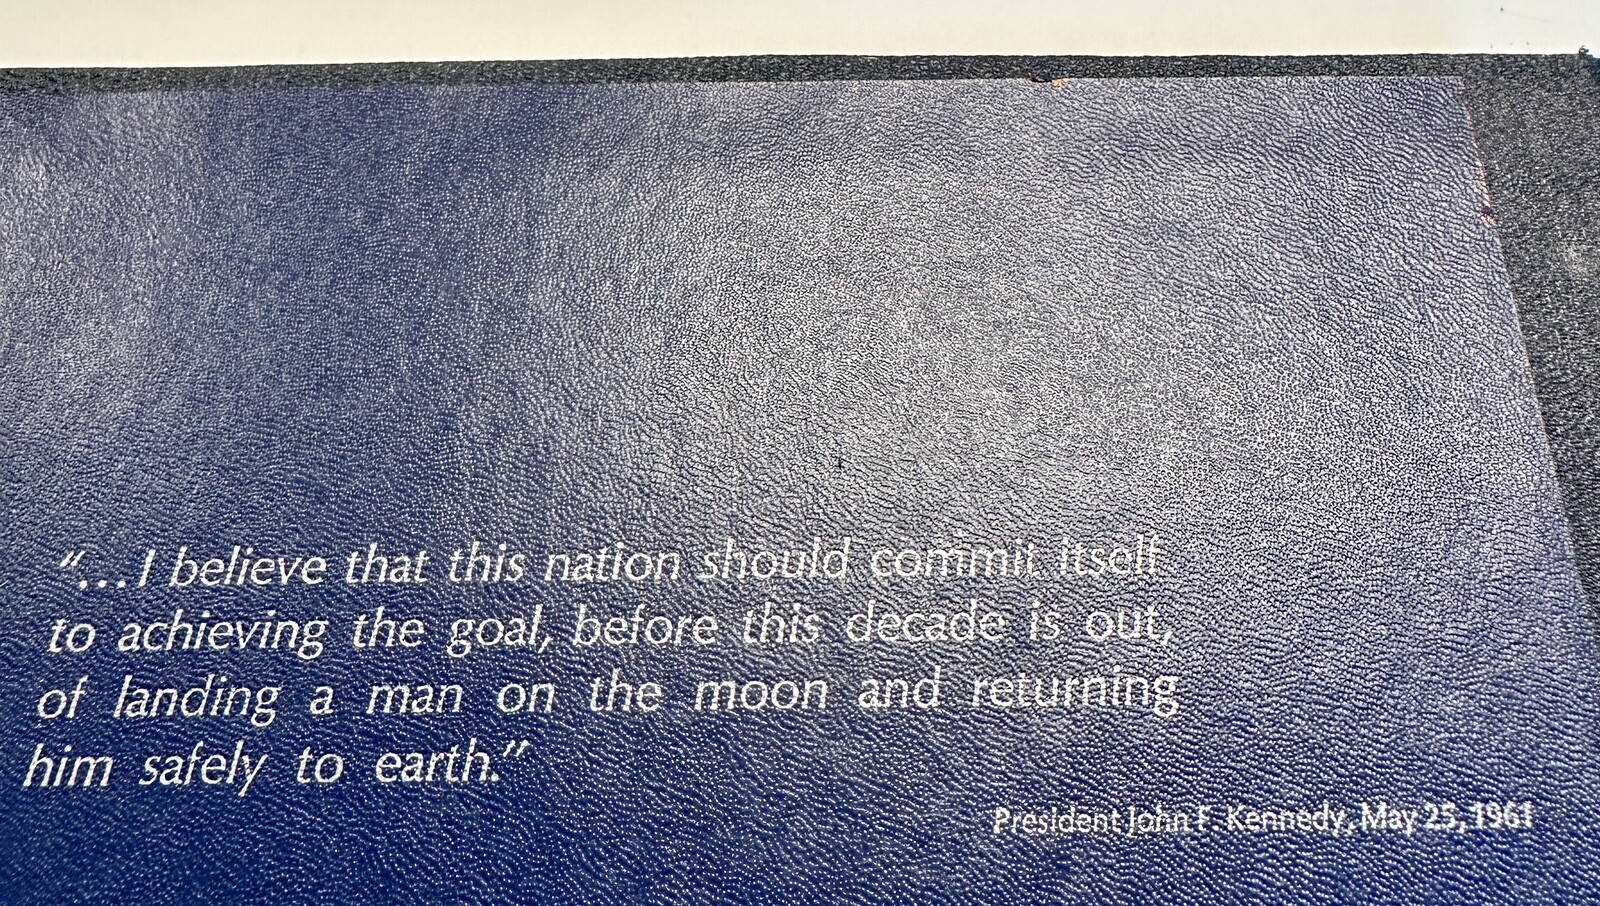 “...I believe that this nation should commit itself
to achieving the goal, before this decade is out,
of landing a man on the moon and returning
him safely to earth.”
President John F. Kennedy, May 25, 1961